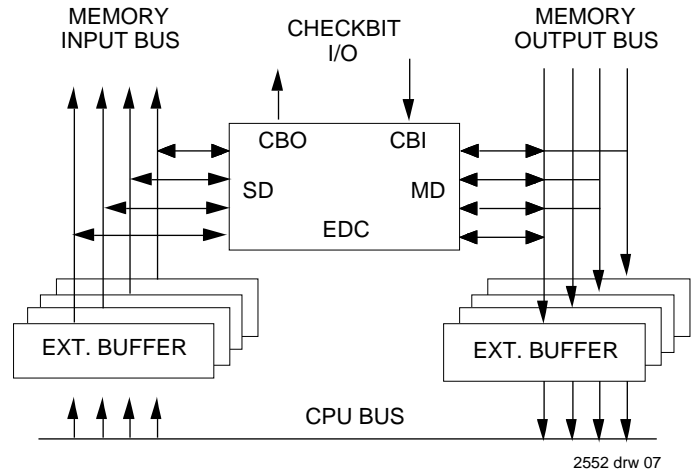 MEMORY
INPUT BUS
CHECKBIT
I/O
MEMORY
OUTPUT BUS
CBO
CBI
SD
MD
EDC
EXT. BUFFER
EXT. BUFFER
CPU BUS
2552 drw 07